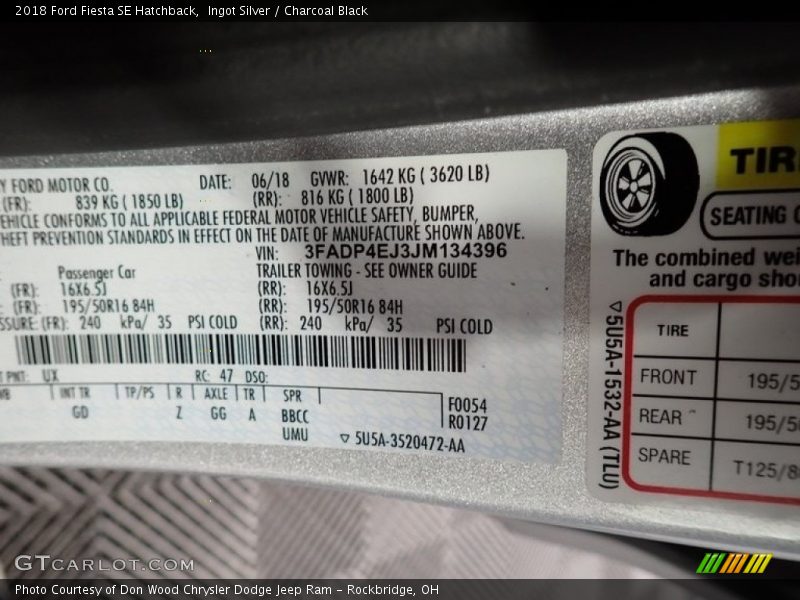 2018 Ford Fiesta SE Hatchback,  Ingot Silver / Charcoal Black
Y FORD MOTOR CO. DATE: 06/18 GVWR: 1642 KG ( 3620 LB)
(FR): 839 KG ( 1850 LB) (RR): 816 KG ( 1800 LB)
EHICLE CONFORMS TO ALL APPLICABLE FEDERAL MOTOR VEHICLE SAFETY, BUMPER,
HEFT PREVENTION STANDARDS IN EFFECT ON THE DATE OF MANUFACTURE SHOWN ABOVE.
VIN: 3FADP4EJ3JM134396
Passenger Car TRAILER TOWING - SEE OWNER GUIDE
(FR): 16X6.5J (RR): 16X6.5J
(FR): 195/50R16 84H (RR): 195/50R16 84H
SSURE: (FR): 240 kPa/ 35 PSI COLD (RR): 240 kPa/ 35 PSI COLD
T PNT: UX RC: 47 DSO:
WB INT TR TP/PS R AXLE TR SPR
GD Z GG A BBCC
UMU
F0054
R0127
▽ 5U5A-3520472-AA
TIR
SEATING C
The combined wei
and cargo shou
▽5U5A-1532-AA (TLU)
TIRE
FRONT 195/5
REAR 195/50
SPARE T125/8
GTCARLOT.COM
Photo Courtesy of Don Wood Chrysler Dodge Jeep Ram – Rockbridge, OH